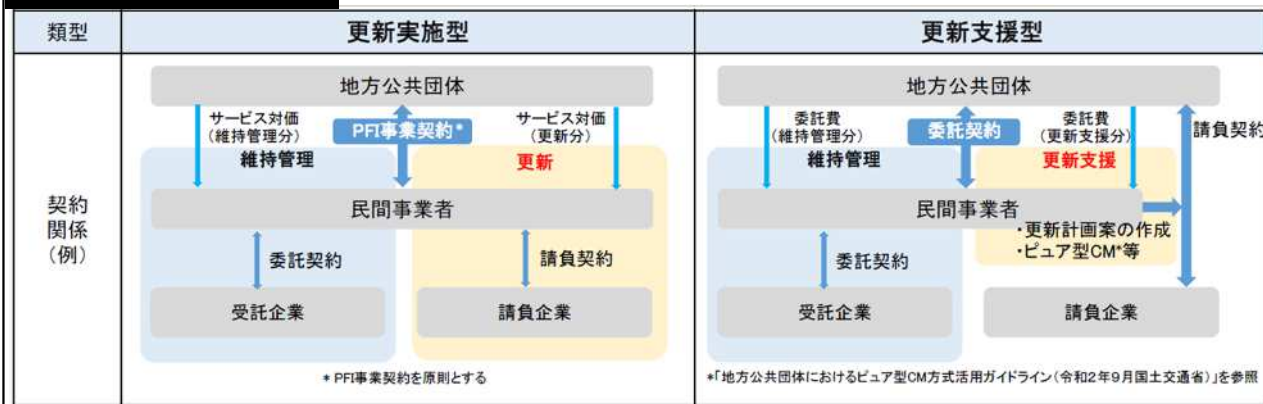 類型
更新実施型
更新支援型
契約
関係
（例）
地方公共団体
サービス対価
（維持管理分）
PFI事業契約*
サービス対価
（更新分）
維持管理
更新
民間事業者
委託契約
請負契約
受託企業
請負企業
* PFI事業契約を原則とする
地方公共団体
委託費
（維持管理分）
委託契約
委託費
（更新支援分）
請負契約
維持管理
更新支援
民間事業者
・更新計画案の作成
・ピュア型CM*等
委託契約
受託企業
請負企業
*「地方公共団体におけるピュア型CM方式活用ガイドライン（令和2年9月国土交通省）」を参照